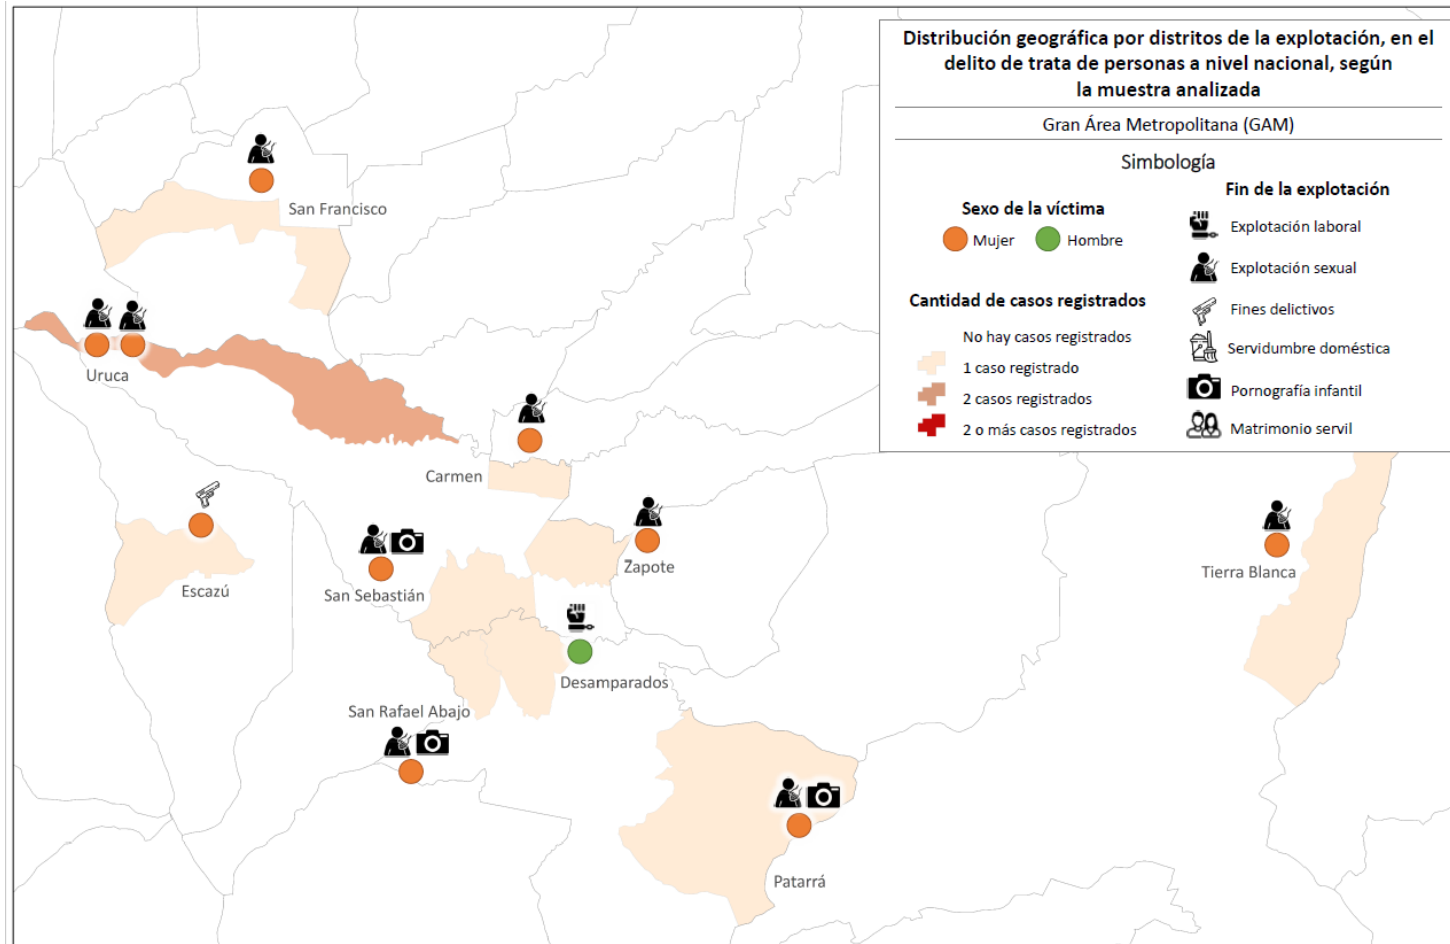 Distribución geográfica por distritos de la explotación, en el
delito de trata de personas a nivel nacional, según
la muestra analizada
Gran Área Metropolitana (GAM)
Simbología
Sexo de la víctima
Mujer
Hombre
Cantidad de casos registrados
No hay casos registrados
1 caso registrado
2 casos registrados
2 o más casos registrados
Fin de la explotación
Explotación laboral
Explotación sexual
Fines delictivos
Servidumbre doméstica
Pornografía infantil
Matrimonio servil
San Francisco
Uruca
Carmen
Escazú
San Sebastián
Zapote
Tierra Blanca
Desamparados
San Rafael Abajo
Patarrá